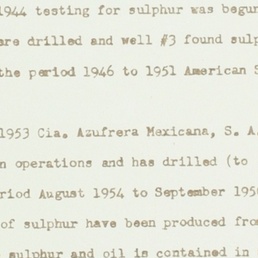 1944 testing for sulphur was begun
are drilled and well #3 found sulp
the period 1946 to 1951 American S
1953 Cia. Azufrera Mexicana, S. A.
n operations and has drilled (to
riod August 1954 to September 195
of sulphur have been produced fro
sulphur and oil is contained in